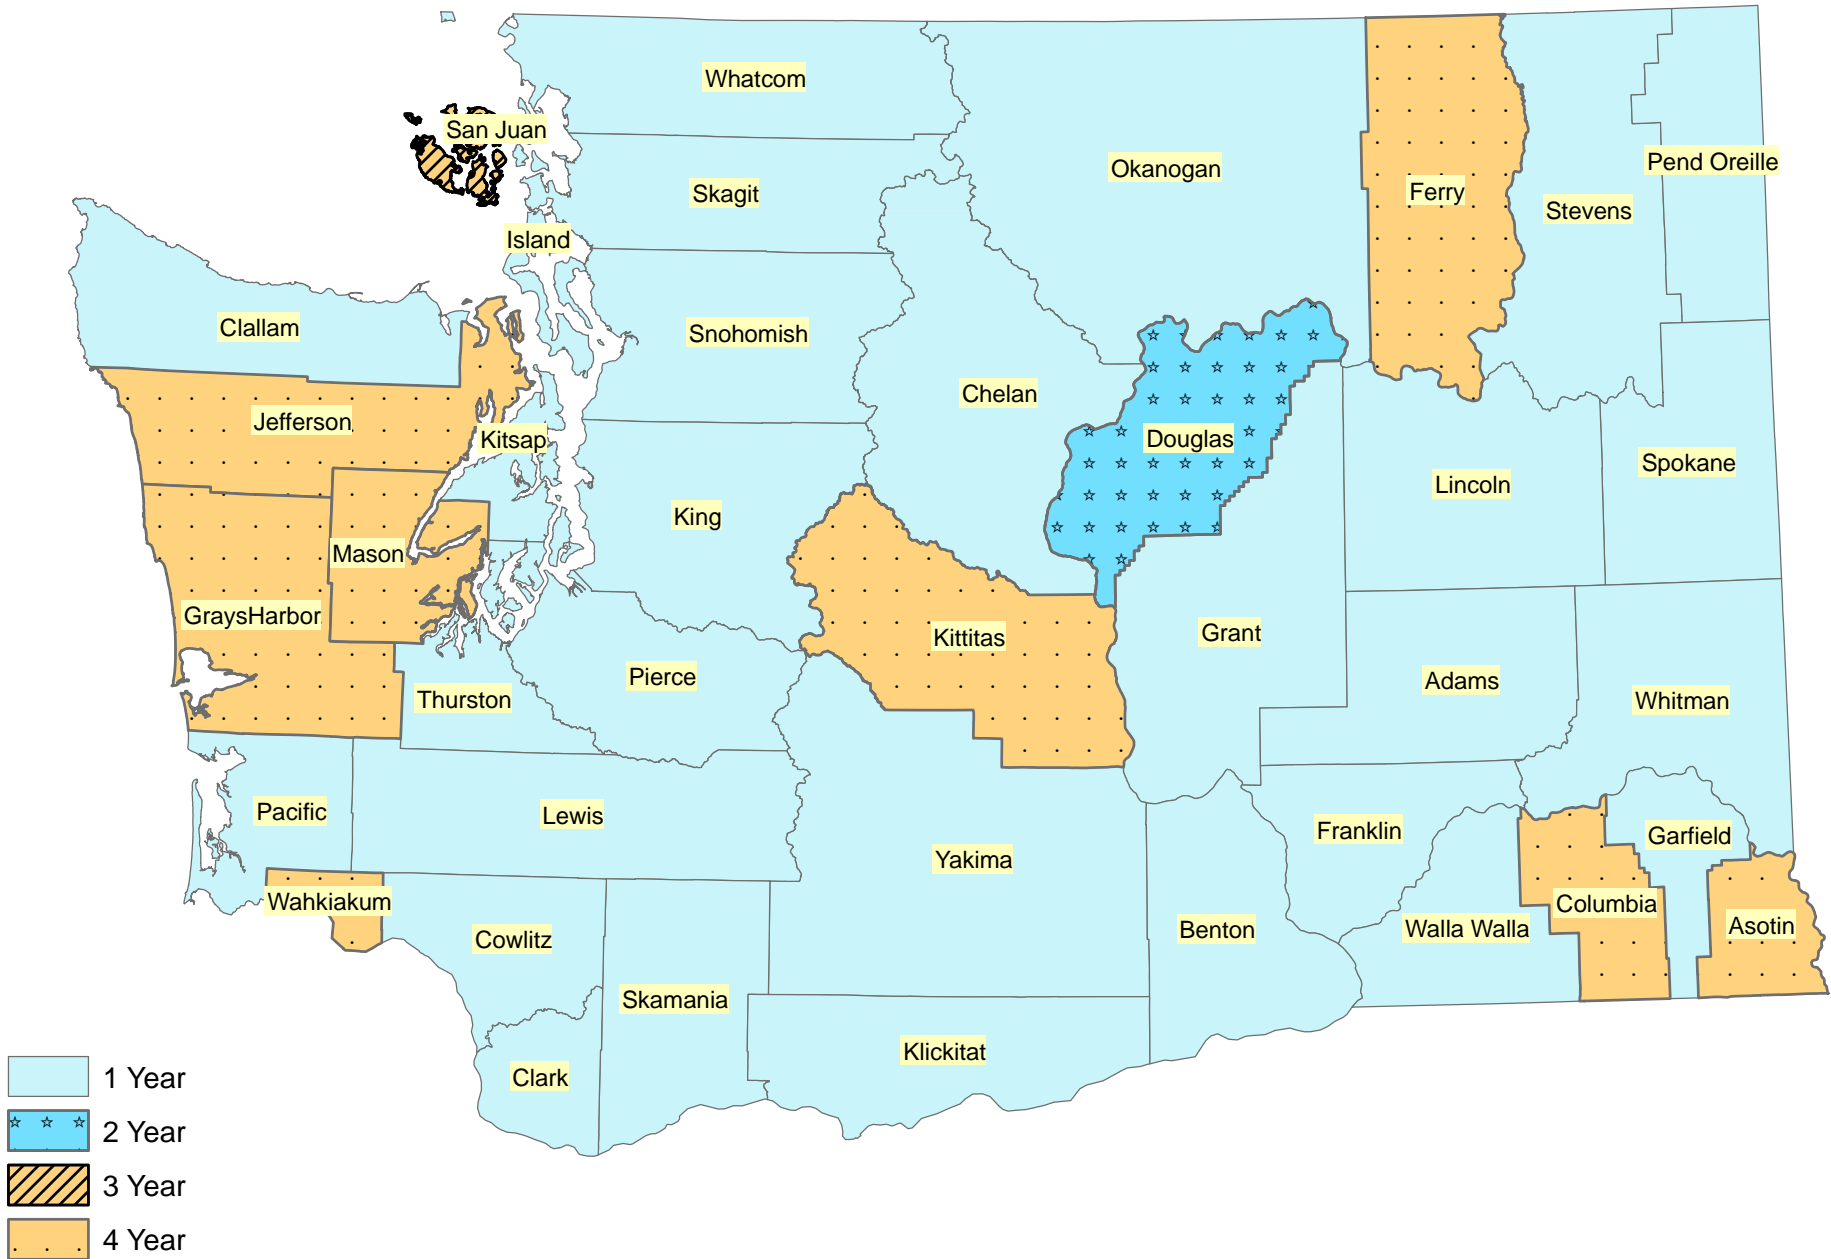 Whatcom
San Juan
Okanogan
Pend Oreille
Skagit
Ferry
Stevens
Island
Clallam
Snohomish
Chelan
Jefferson
Kitsap
Douglas
Spokane
Lincoln
King
Mason
GraysHarbor
Kittitas
Grant
Pierce
Adams
Thurston
Whitman
Pacific
Lewis
Franklin
Garfield
Yakima
Wahkiakum
Columbia
Asotin
Walla Walla
Benton
Cowlitz
Skamania
Klickitat
Clark
1 Year
2 Year
3 Year
4 Year